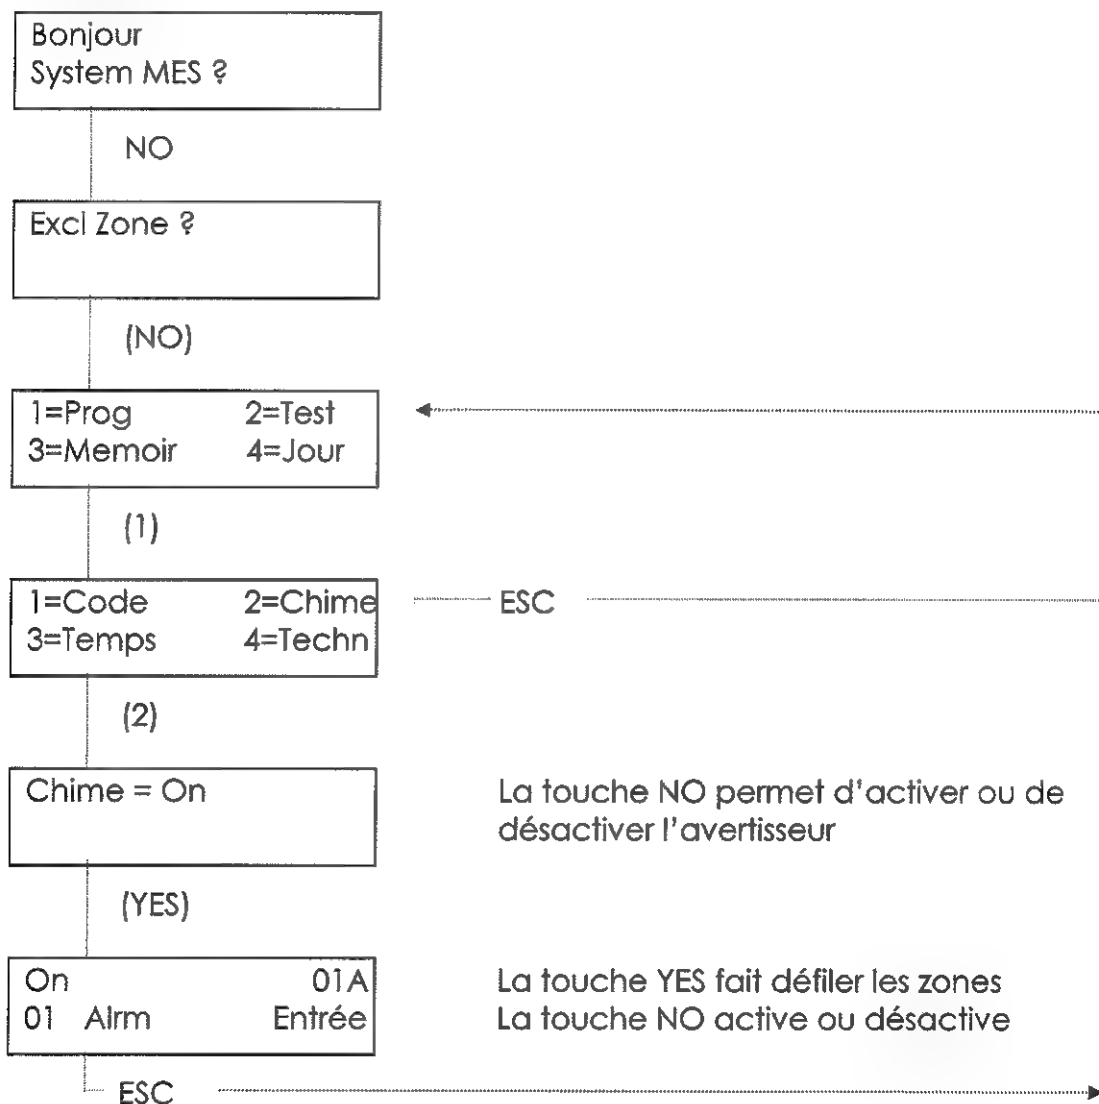 Bonjour
System MES ?
NO
Excl Zone ?
(NO)
1=Prog 2=Test
3=Memoir 4=Jour
(1)
1=Code 2=Chime
3=Temps 4=Techn
ESC
(2)
Chime = On
La touche NO permet d'activer ou de
désactiver l'avertisseur
(YES)
On 01A
01 Alrm Entrée
La touche YES fait défiler les zones
La touche NO active ou désactive
ESC